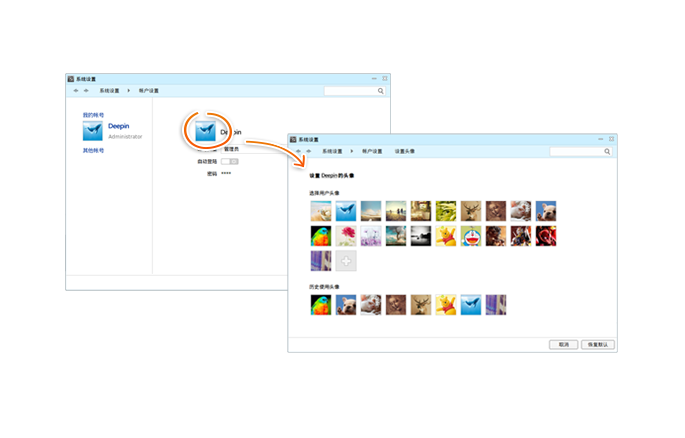 系统设置
系统设置 帐户设置
我的帐号
Deepin
Administrator
其他帐号
Deepin
管理员
自动登陆
密码 ****
系统设置
系统设置 帐户设置 设置头像
设置 Deepin 的头像
选择用户头像
历史使用头像
取消 恢复默认